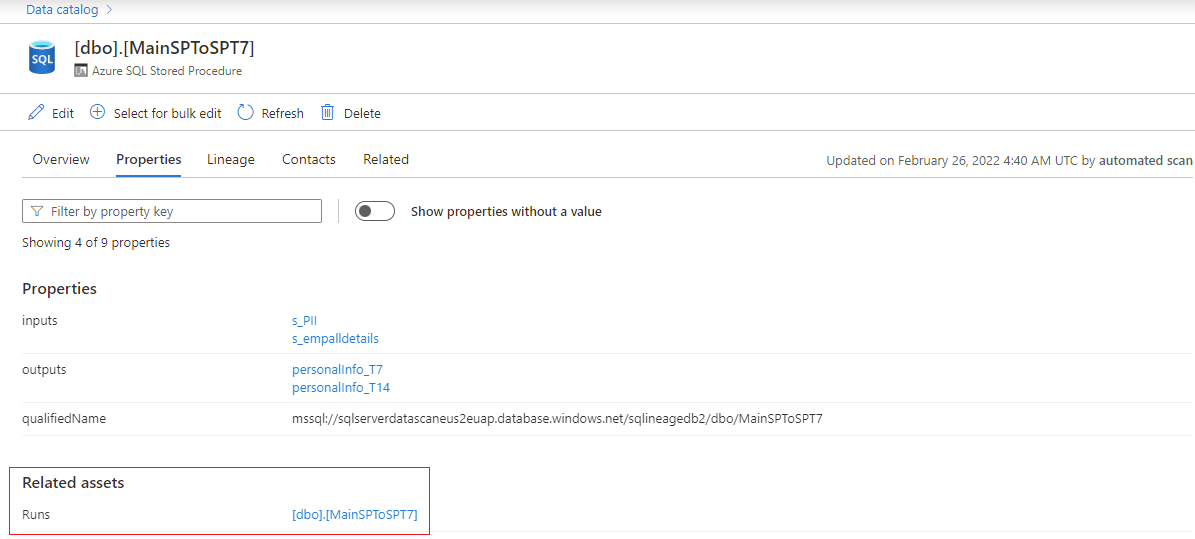 Data catalog >
SQL
[dbo].[MainSPToSPT7]
Azure SQL Stored Procedure
Edit Select for bulk edit Refresh Delete
Overview Properties Lineage Contacts Related Updated on February 26, 2022 4:40 AM UTC by automated scan
Filter by property key Show properties without a value
Showing 4 of 9 properties
Properties
inputs s_PII
s_empalldetails
outputs personalInfo_T7
personalInfo_T14
qualifiedName mssql://sqlserverdatascaneus2euap.database.windows.net/sqlineagedb2/dbo/MainSPToSPT7
Related assets
Runs [dbo].[MainSPToSPT7]